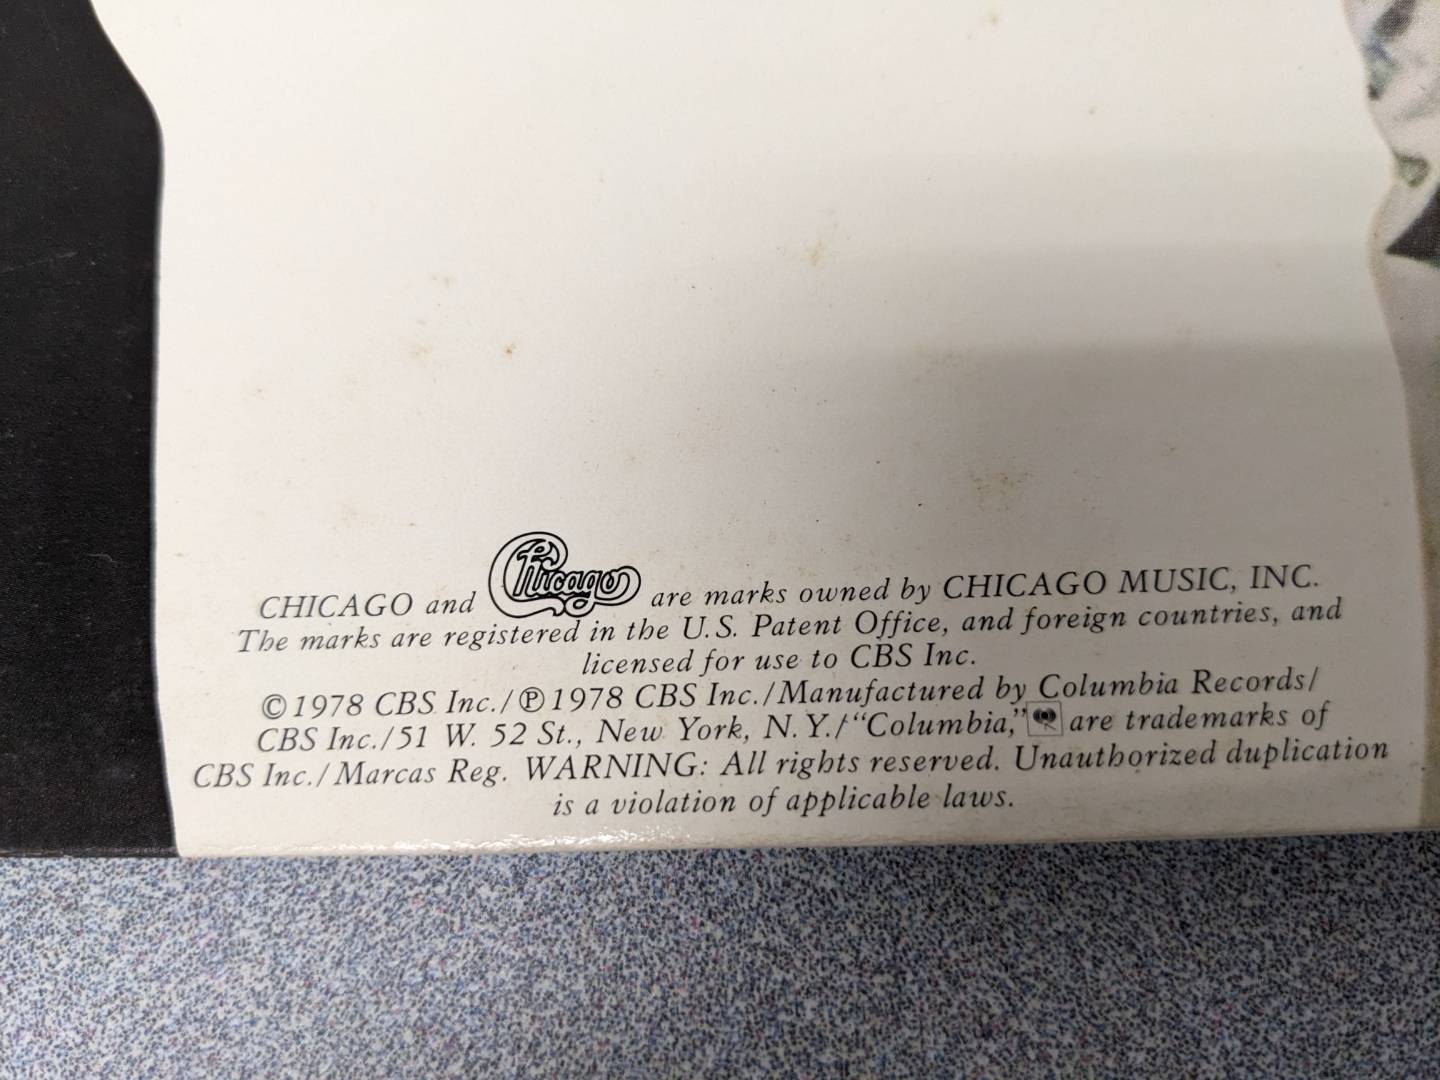 CHICAGO and Chicago are marks owned by CHICAGO MUSIC, INC.
The marks are registered in the U.S. Patent Office, and foreign countries, and
licensed for use to CBS Inc.
©1978 CBS Inc./℗1978 CBS Inc./Manufactured by Columbia Records/
CBS Inc./51 W. 52 St., New York, N.Y./“Columbia,” are trademarks of
CBS Inc./Marcas Reg. WARNING: All rights reserved. Unauthorized duplication
is a violation of applicable laws.